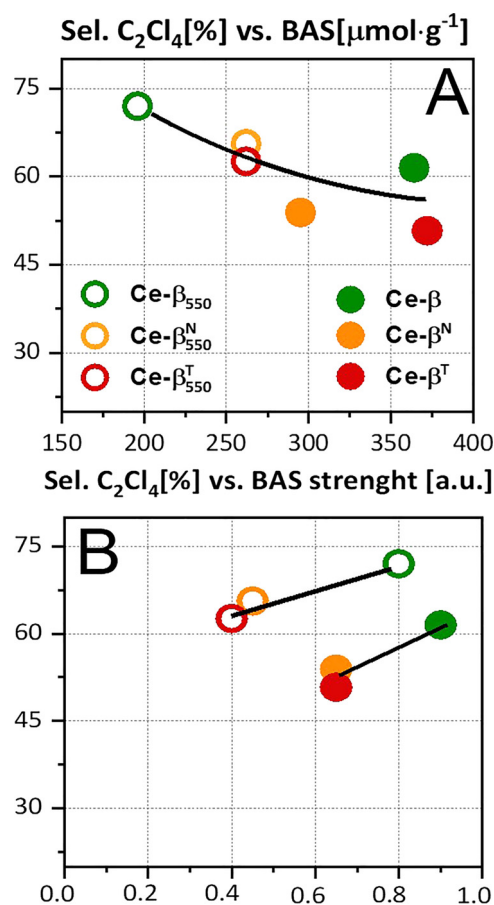 Sel. C₂Cl₄[%] vs. BAS[μmol·g⁻¹]
A
75
60
45
30
Ce-β₅₅₀ Ce-β
Ce-βᴺ₅₅₀ Ce-βᴺ
Ce-βᵀ₅₅₀ Ce-βᵀ
150 200 250 300 350 400
Sel. C₂Cl₄[%] vs. BAS strenght [a.u.]
B
75
60
45
30
0.0 0.2 0.4 0.6 0.8 1.0